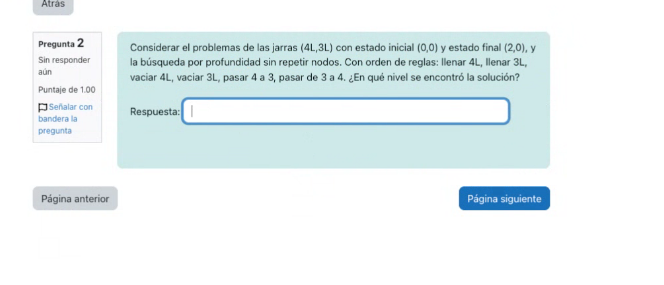 Atrás
Pregunta 2
Sin responder
aún
Puntaje de 1.00
Señalar con
bandera la
pregunta
Considerar el problemas de las jarras (4L,3L) con estado inicial (0,0) y estado final (2,0), y
la búsqueda por profundidad sin repetir nodos. Con orden de reglas: llenar 4L, llenar 3L,
vaciar 4L, vaciar 3L, pasar 4 a 3, pasar de 3 a 4. ¿En qué nivel se encontró la solución?
Respuesta:
Página anterior
Página siguiente